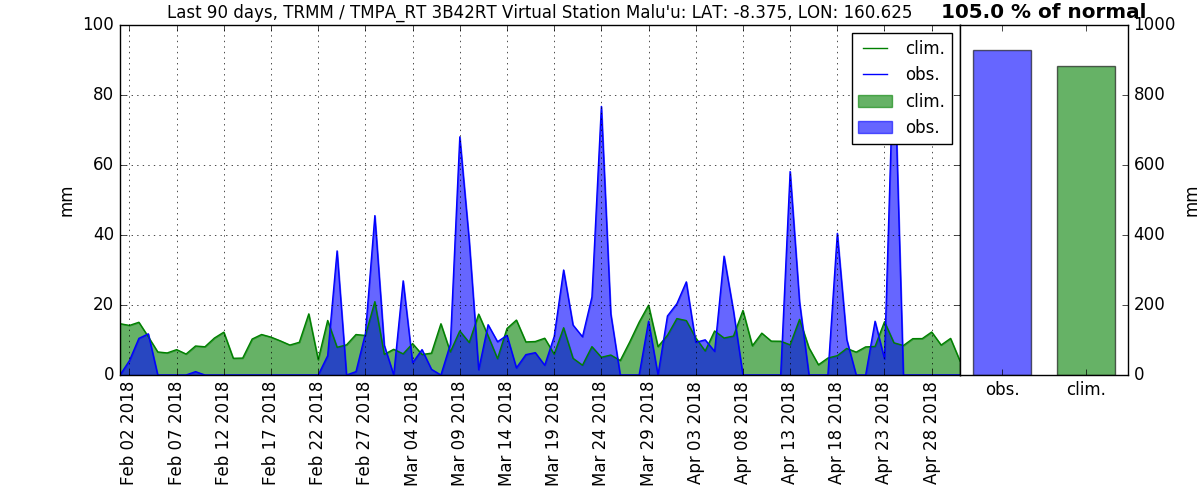 Last 90 days, TRMM / TMPA_RT 3B42RT Virtual Station Malu'u: LAT: -8.375, LON: 160.625
105.0 % of normal
clim.
obs.
clim.
obs.
mm
100
80
60
40
20
0
Feb 02 2018
Feb 07 2018
Feb 12 2018
Feb 17 2018
Feb 22 2018
Feb 27 2018
Mar 04 2018
Mar 09 2018
Mar 14 2018
Mar 19 2018
Mar 24 2018
Mar 29 2018
Apr 03 2018
Apr 08 2018
Apr 13 2018
Apr 18 2018
Apr 23 2018
Apr 28 2018
1000
800
600
400
200
0
mm
obs.
clim.